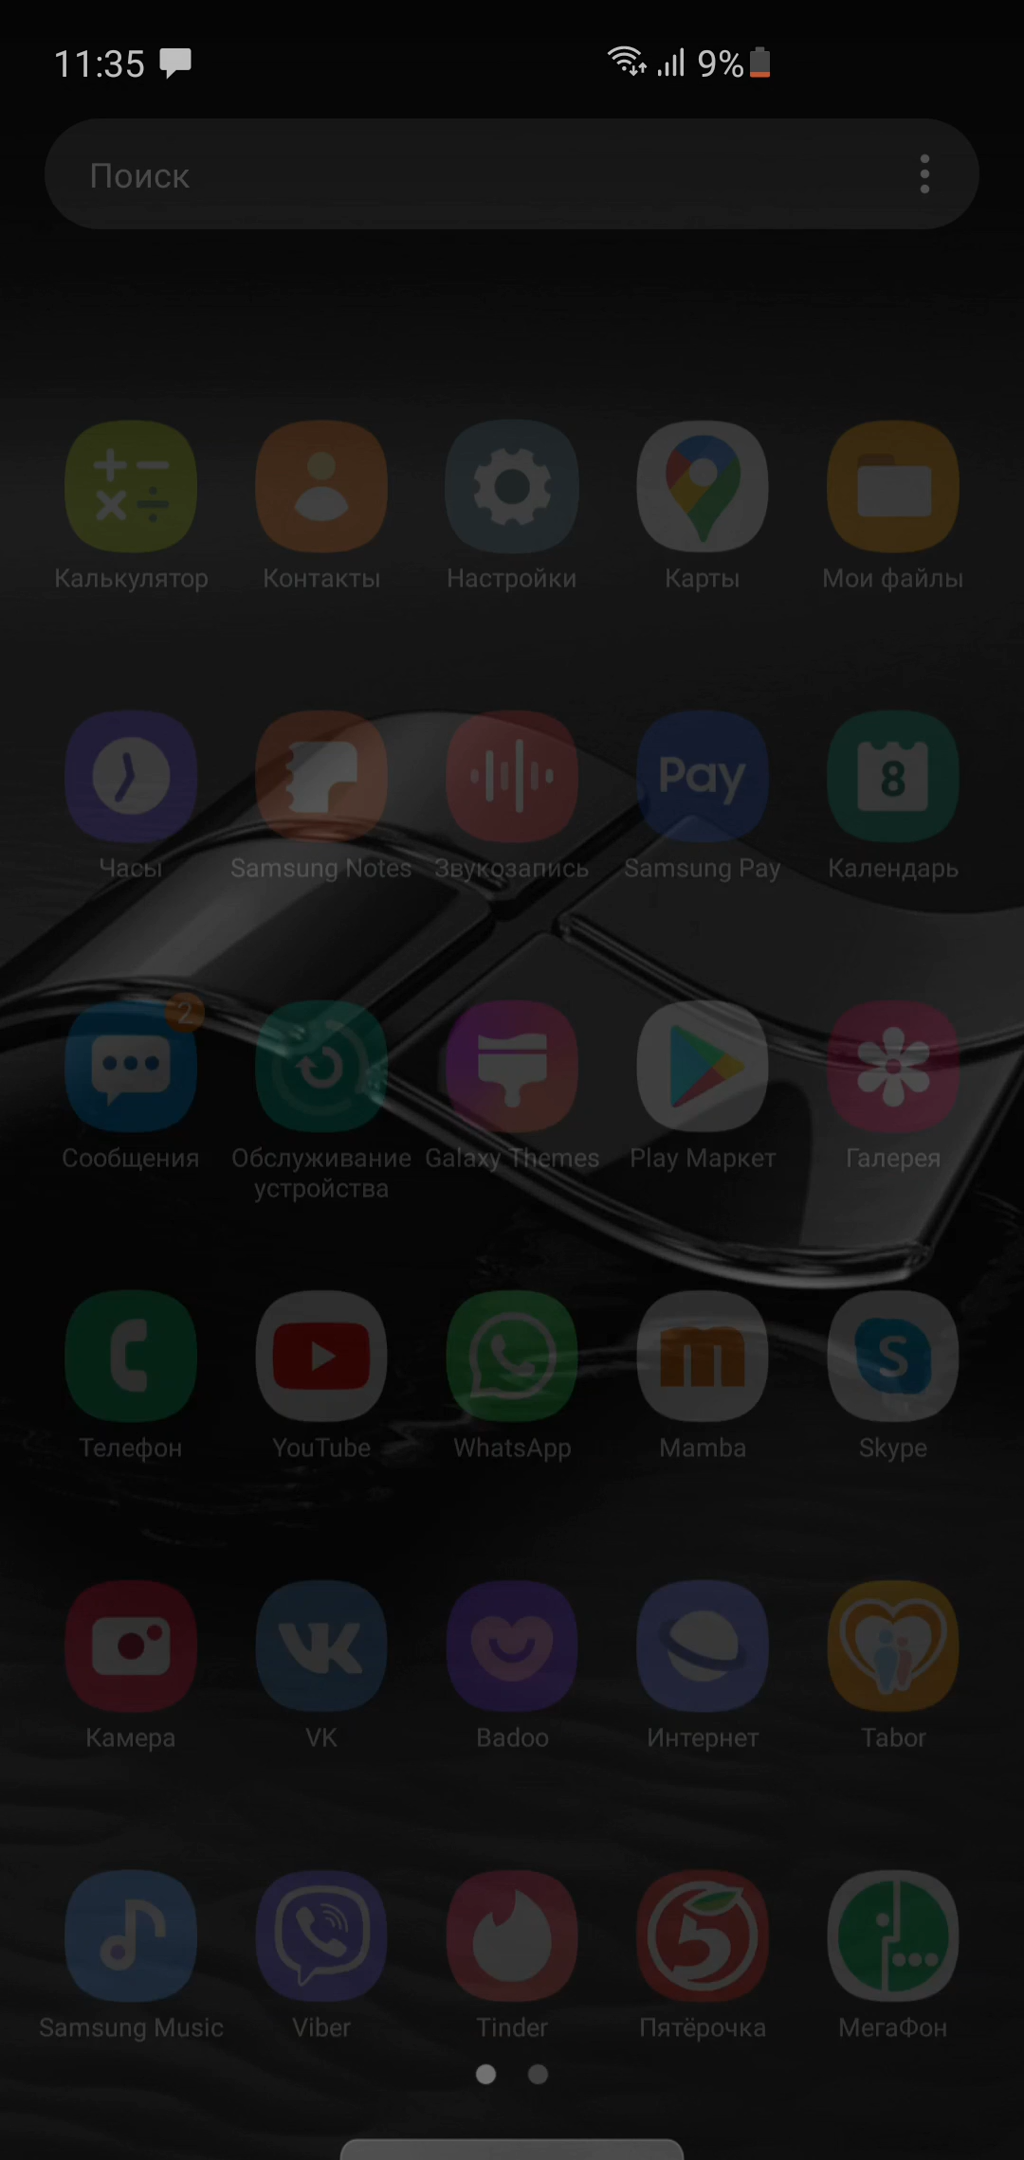 11:35 9%
Поиск
Калькулятор Контакты Настройки Карты Мои файлы
Pay 8
Часы Samsung Notes Звукозапись Samsung Pay Календарь
2
Сообщения Обслуживание Galaxy Themes Play Маркет Галерея
устройства
m S
Телефон YouTube WhatsApp Mamba Skype
VK
Камера VK Badoo Интернет Tabor
5
Samsung Music Viber Tinder Пятёрочка МегаФон